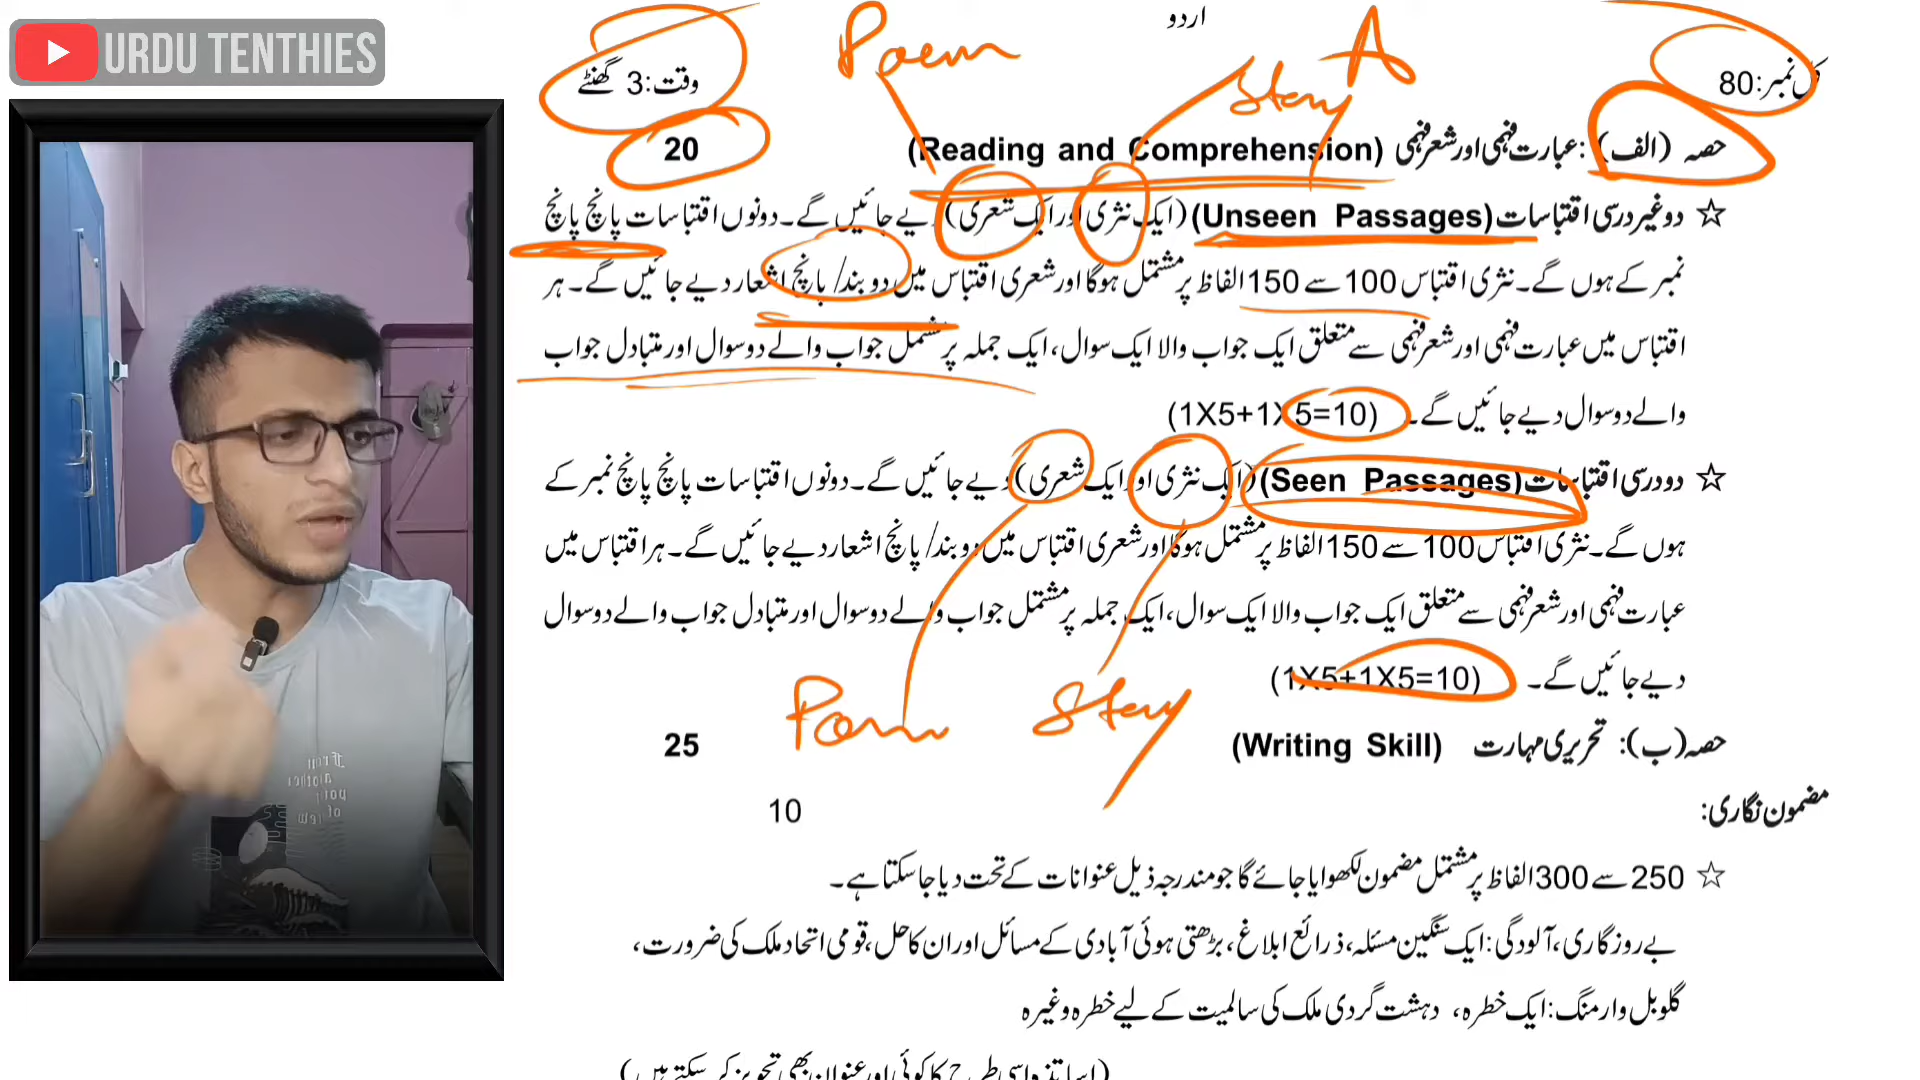 URDU TENTHIES
اردو
کل نمبر: 80
وقت: 3 گھنٹے
Poem
Story
A
حصہ (الف): عبارت فہمی اور شعر فہمی (Reading and Comprehension) 20
☆ دو غیر درسی اقتباسات (Unseen Passages) (ایک نثری اور ایک شعری) دیے جائیں گے۔ دونوں اقتباسات پانچ پانچ
نمبر کے ہوں گے۔ نثری اقتباس 100 سے 150 الفاظ پر مشتمل ہوگا اور شعری اقتباس میں دو بند/ پانچ اشعار دیے جائیں گے۔ ہر
اقتباس میں عبارت فہمی اور شعر فہمی سے متعلق ایک جواب والا ایک سوال، ایک جملہ پر مشتمل جواب والے دو سوال اور متبادل جواب
والے دو سوال دیے جائیں گے۔ (1X5+1X5=10)
☆ دو درسی اقتباسات (Seen Passages) (ایک نثری اور ایک شعری) دیے جائیں گے۔ دونوں اقتباسات پانچ پانچ نمبر کے
ہوں گے۔ نثری اقتباس 100 سے 150 الفاظ پر مشتمل ہوگا اور شعری اقتباس میں دو بند/ پانچ اشعار دیے جائیں گے۔ ہر اقتباس میں
عبارت فہمی اور شعر فہمی سے متعلق ایک جواب والا ایک سوال، ایک جملہ پر مشتمل جواب والے دو سوال اور متبادل جواب والے دو سوال
دیے جائیں گے۔ (1X5+1X5=10)
Poem
Story
حصہ (ب): تحریری مہارت (Writing Skill) 25
مضمون نگاری: 10
☆ 250 سے 300 الفاظ پر مشتمل مضمون لکھوایا جائے گا جو مندرجہ ذیل عنوانات کے تحت دیا جا سکتا ہے۔
بے روزگاری، آلودگی: ایک سنگین مسئلہ، ذرائع ابلاغ، بڑھتی ہوئی آبادی کے مسائل اور ان کا حل، قومی اتحاد ملک کی ضرورت،
گلوبل وارمنگ: ایک خطرہ، دہشت گردی ملک کی سالمیت کے لیے خطرہ وغیرہ
(اساتذہ اسی طرح کا کوئی اور عنوان بھی تجویز کر سکتے ہیں)